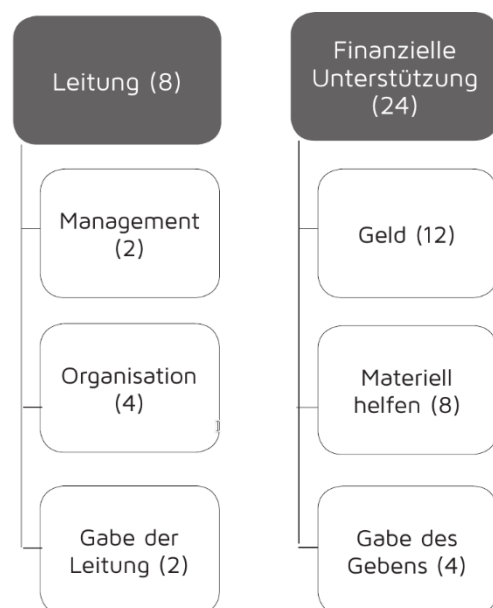 Leitung (8)
Management
(2)
Organisation
(4)
Gabe der
Leitung (2)
Finanzielle
Unterstützung
(24)
Geld (12)
Materiell
helfen (8)
Gabe des
Gebens (4)